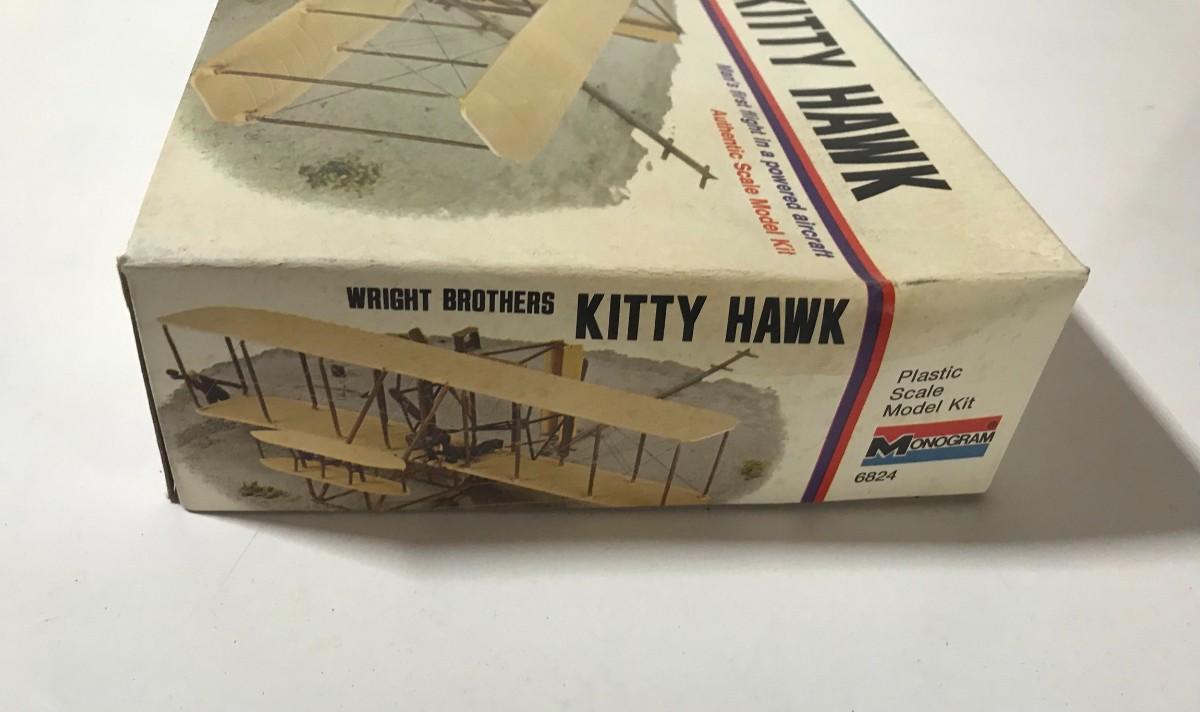 KITTY HAWK
Man's first flight in a powered aircraft
Authentic Scale Model Kit
WRIGHT BROTHERS KITTY HAWK
Plastic
Scale
Model Kit
MONOGRAM®
6824